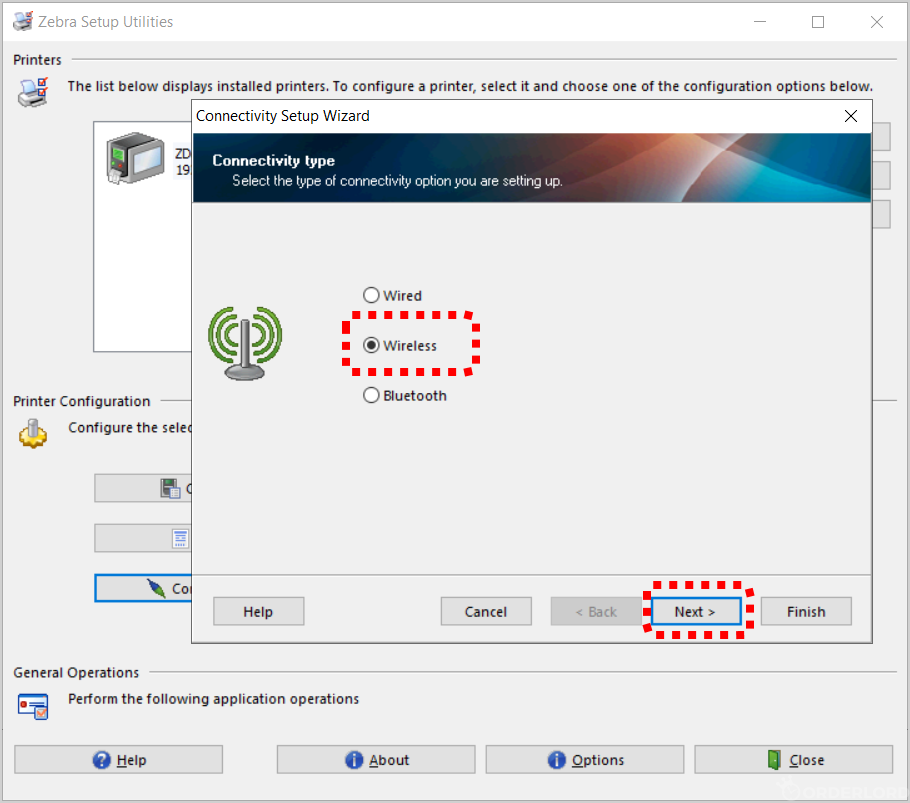 Zebra Setup Utilities
Printers
The list below displays installed printers. To configure a printer, select it and choose one of the configuration options below.
Connectivity Setup Wizard
Connectivity type
Select the type of connectivity option you are setting up.
ZD
19
Wired
Wireless
Bluetooth
Printer Configuration
Configure the selec
Co
Help
Cancel
< Back
Next >
Finish
General Operations
Perform the following application operations
Help
About
Options
Close
ORDERLORD